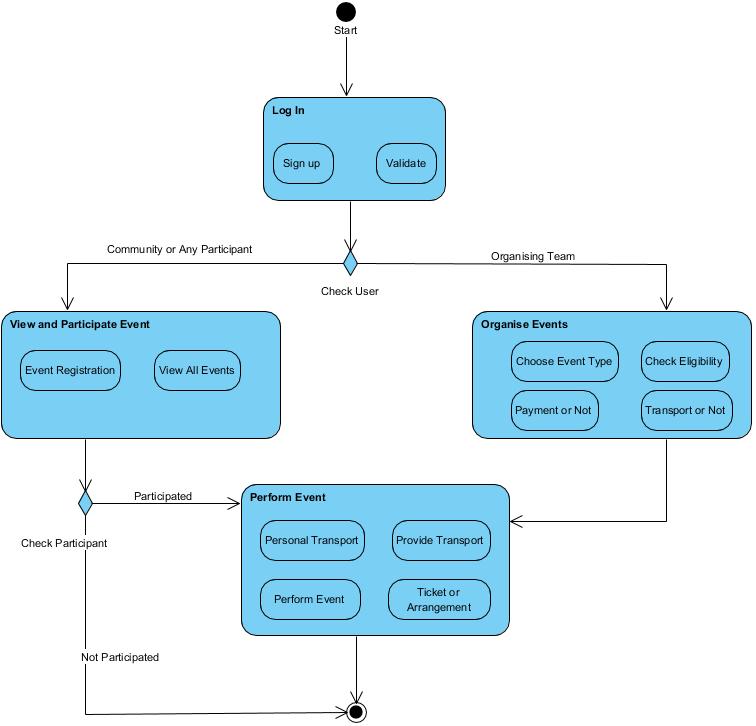 Start
Log In
Sign up
Validate
Community or Any Participant
Organising Team
Check User
View and Participate Event
Event Registration
View All Events
Organise Events
Choose Event Type
Check Eligibility
Payment or Not
Transport or Not
Participated
Check Participant
Perform Event
Personal Transport
Provide Transport
Perform Event
Ticket or
Arrangement
Not Participated